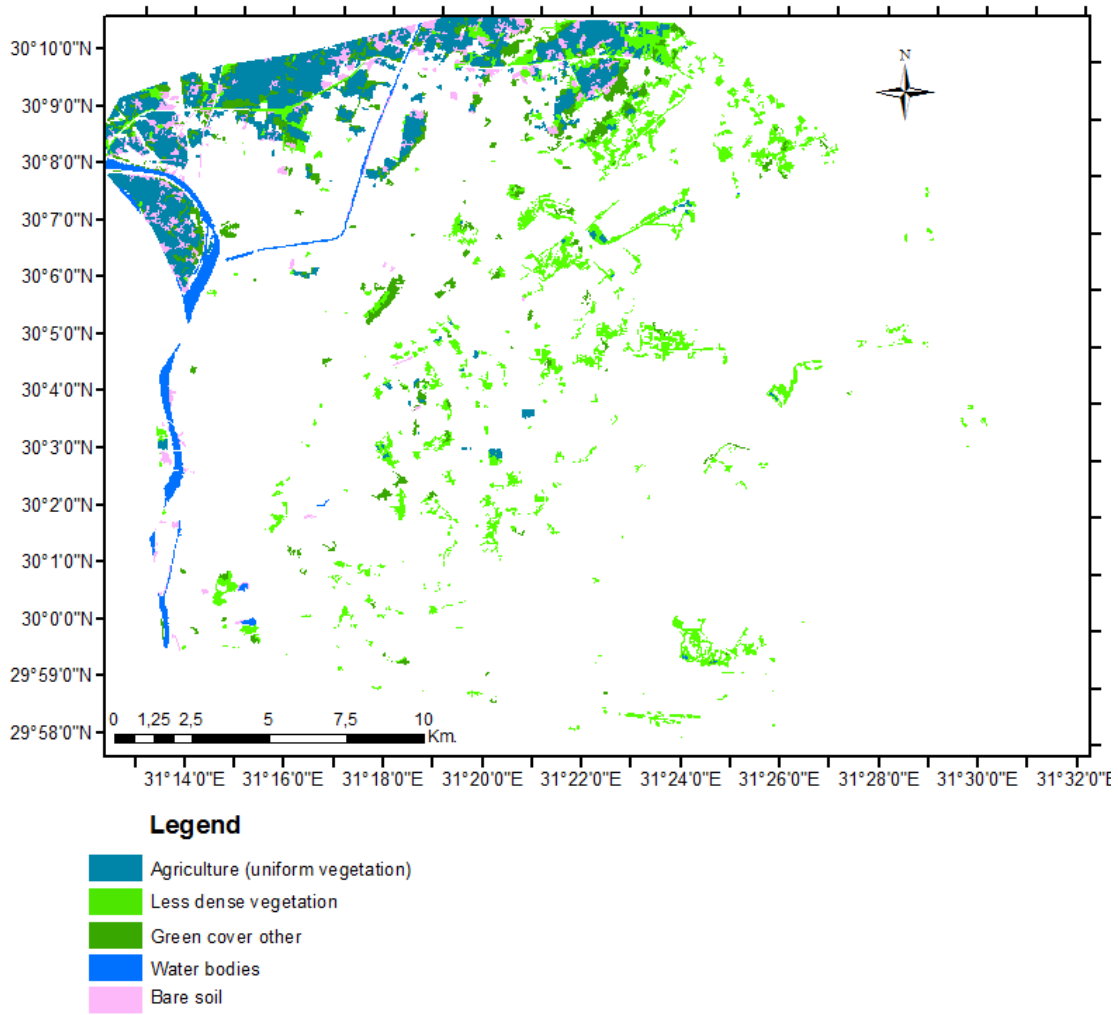 N
30°10'0"N
30°9'0"N
30°8'0"N
30°7'0"N
30°6'0"N
30°5'0"N
30°4'0"N
30°3'0"N
30°2'0"N
30°1'0"N
30°0'0"N
29°59'0"N
29°58'0"N
0 1,25 2,5 5 7,5 10
Km.
31°14'0"E 31°16'0"E 31°18'0"E 31°20'0"E 31°22'0"E 31°24'0"E 31°26'0"E 31°28'0"E 31°30'0"E 31°32'0"E
Legend
Agriculture (uniform vegetation)
Less dense vegetation
Green cover other
Water bodies
Bare soil